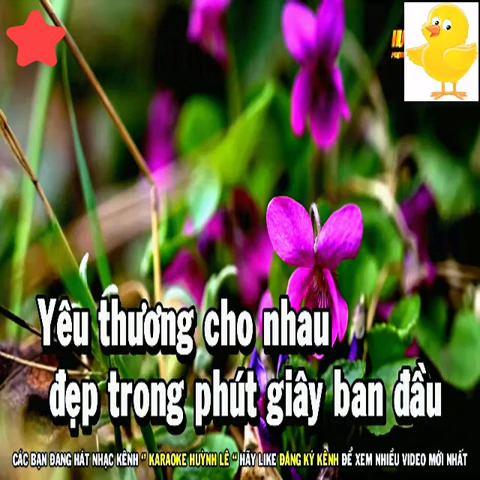 Yêu thương cho nhau
đẹp trong phút giây ban đầu
CÁC BẠN ĐANG HÁT NHẠC KÊNH " KARAOKE HUỲNH LÊ " HÃY LIKE ĐĂNG KÝ KÊNH ĐỂ XEM NHIỀU VIDEO MỚI NHẤT